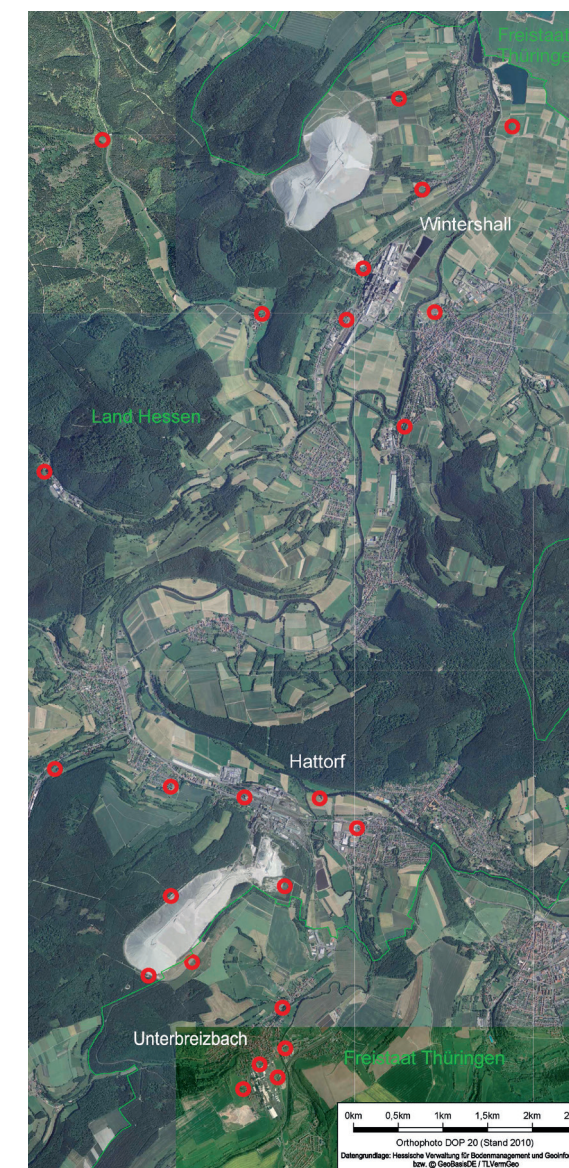 Freistaat
Thüringen
Wintershall
Land Hessen
Hattorf
Unterbreizbach
Freistaat Thüringen
0km 0,5km 1km 1,5km 2km
Orthophoto DOP 20 (Stand 2010)
Datengrundlage: Hessische Verwaltung für Bodenmanagement und Geoinfo
bzw. © GeoBasisDE / TLVermGeo